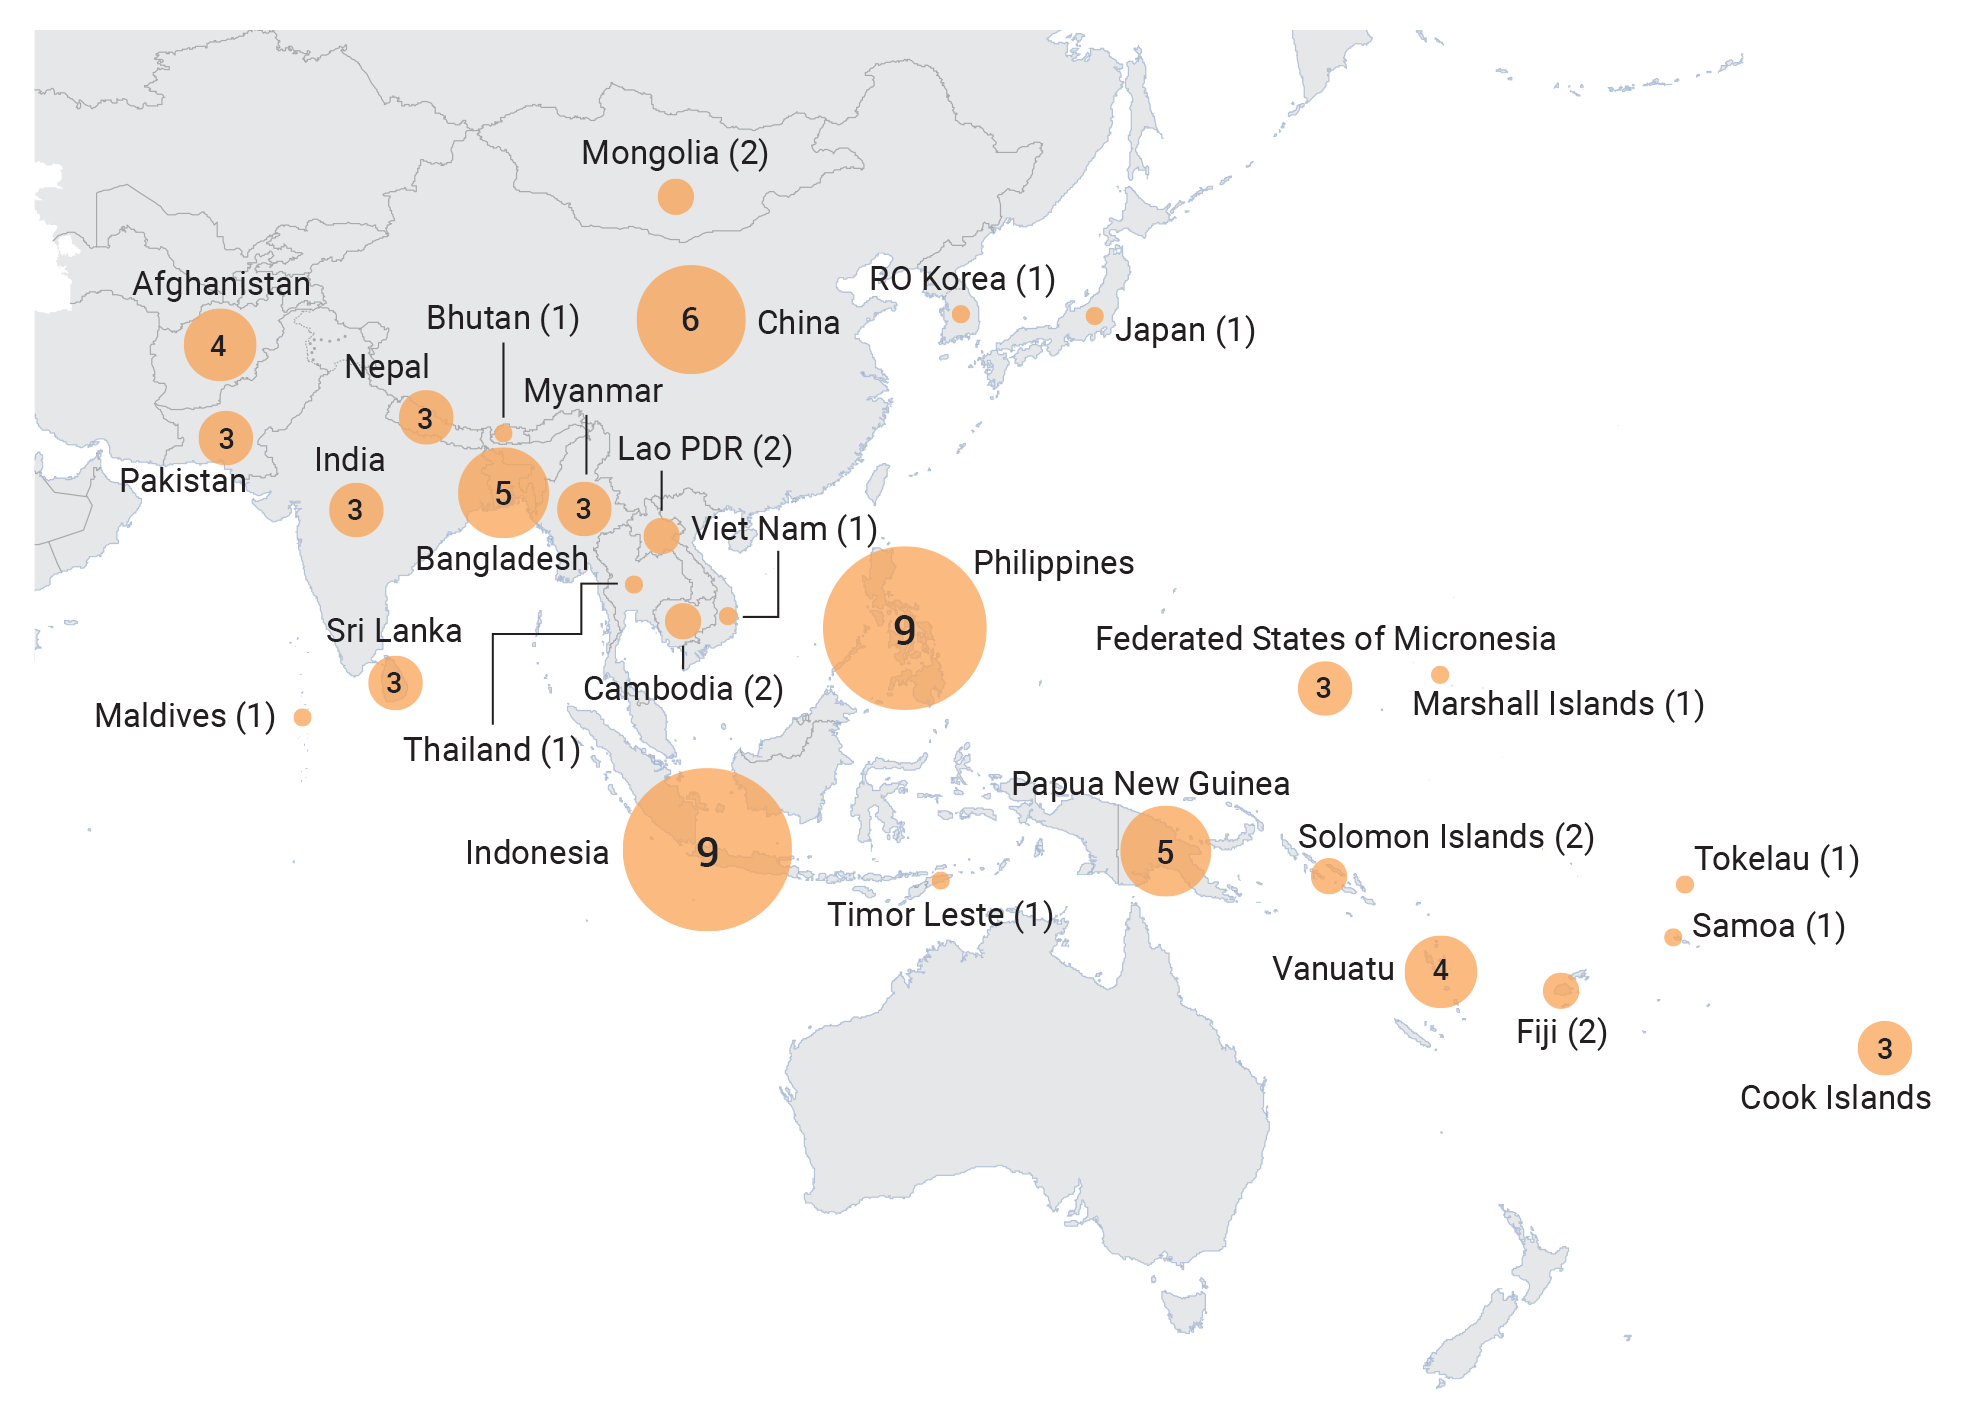 Mongolia (2)
Afghanistan
4
RO Korea (1)
Bhutan (1)
6
China
Japan (1)
Nepal
3
Myanmar
3
Pakistan
India
3
Lao PDR (2)
5
Bangladesh
3
Viet Nam (1)
Philippines
9
Sri Lanka
3
Federated States of Micronesia
3
Marshall Islands (1)
Maldives (1)
Cambodia (2)
Thailand (1)
Papua New Guinea
5
Indonesia
9
Solomon Islands (2)
Tokelau (1)
Timor Leste (1)
Samoa (1)
Vanuatu
4
Fiji (2)
3
Cook Islands